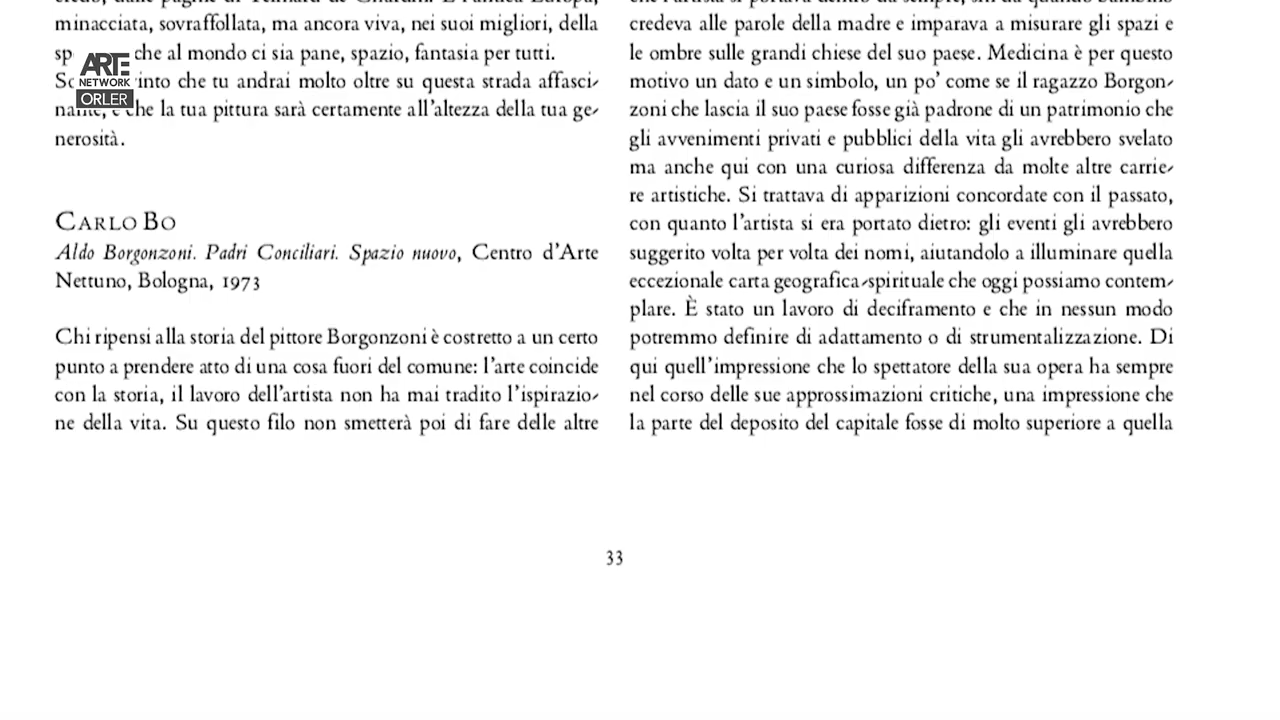 minacciata, sovraffollata, ma ancora viva, nei suoi migliori, della
che al mondo ci sia pane, spazio, fantasia per tutti.
che tu andrai molto oltre su questa strada affasci-
che la tua pittura sarà certamente all'altezza della tua ge-
nerosità.
CARLO BO
Aldo Borgonzoni. Padri Conciliari. Spazio nuovo, Centro d'Arte
Nettuno, Bologna, 1973
Chi ripensi alla storia del pittore Borgonzoni è costretto a un certo
punto a prendere atto di una cosa fuori del comune: l'arte coincide
con la storia, il lavoro dell'artista non ha mai tradito l'ispirazio-
ne della vita. Su questo filo non smetterà poi di fare delle altre
credeva alle parole della madre e imparava a misurare gli spazi e
le ombre sulle grandi chiese del suo paese. Medicina è per questo
motivo un dato e un simbolo, un po' come se il ragazzo Borgon-
zoni che lascia il suo paese fosse già padrone di un patrimonio che
gli avvenimenti privati e pubblici della vita gli avrebbero svelato
ma anche qui con una curiosa differenza da molte altre carrie-
re artistiche. Si trattava di apparizioni concordate con il passato,
con quanto l'artista si era portato dietro: gli eventi gli avrebbero
suggerito volta per volta dei nomi, aiutandolo a illuminare quella
eccezionale carta geografica-spirituale che oggi possiamo contem-
plare. È stato un lavoro di deciframento e che in nessun modo
potremmo definire di adattamento o di strumentalizzazione. Di
qui quell'impressione che lo spettatore della sua opera ha sempre
nel corso delle sue approssimazioni critiche, una impressione che
la parte del deposito del capitale fosse di molto superiore a quella
33
ARTE
NETWORK
ORLER